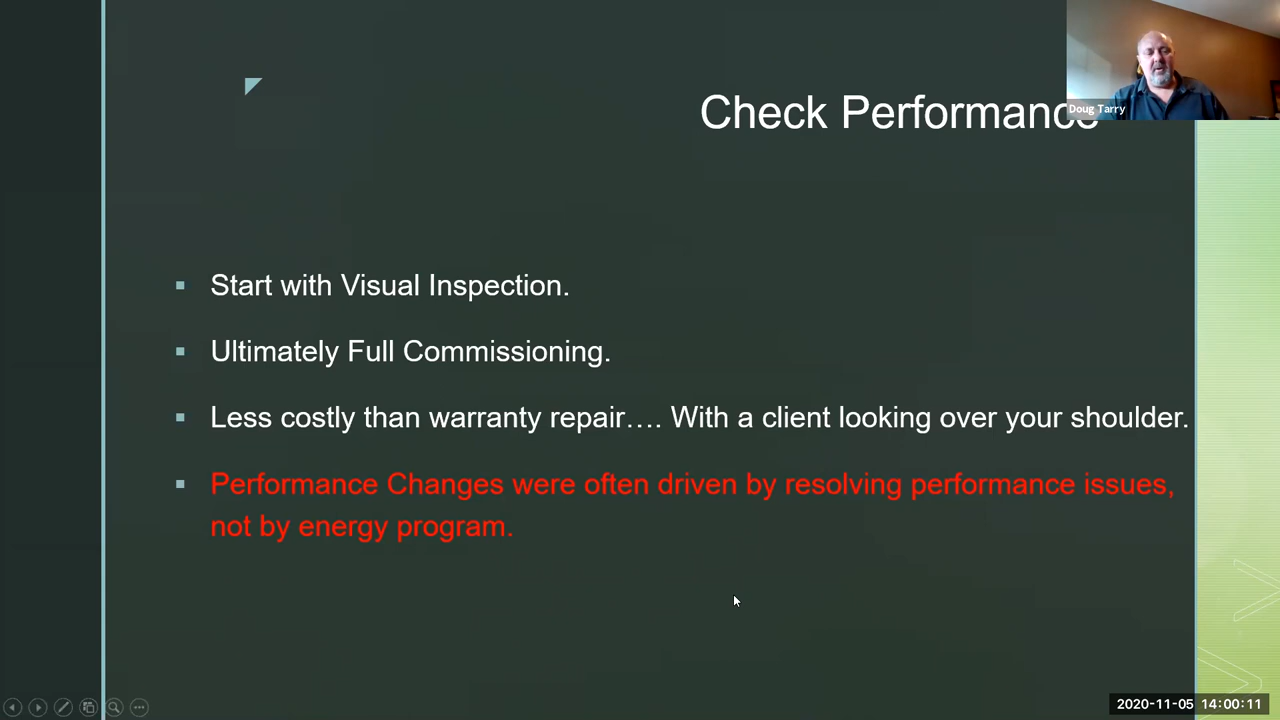 Doug Tarry
Check Performance
Start with Visual Inspection.
Ultimately Full Commissioning.
Less costly than warranty repair…. With a client looking over your shoulder.
Performance Changes were often driven by resolving performance issues,
not by energy program.
2020-11-05 14:00:11